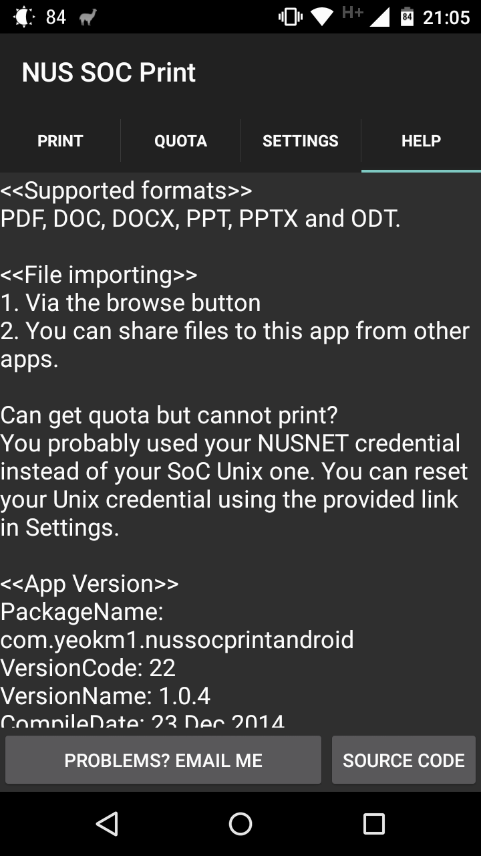 84 H+ 84 21:05
NUS SOC Print
PRINT QUOTA SETTINGS HELP
<<Supported formats>>
PDF, DOC, DOCX, PPT, PPTX and ODT.
<<File importing>>
1. Via the browse button
2. You can share files to this app from other
apps.
Can get quota but cannot print?
You probably used your NUSNET credential
instead of your SoC Unix one. You can reset
your Unix credential using the provided link
in Settings.
<<App Version>>
PackageName:
com.yeokm1.nussocprintandroid
VersionCode: 22
VersionName: 1.0.4
CompileDate: 23 Dec 2014
PROBLEMS? EMAIL ME SOURCE CODE